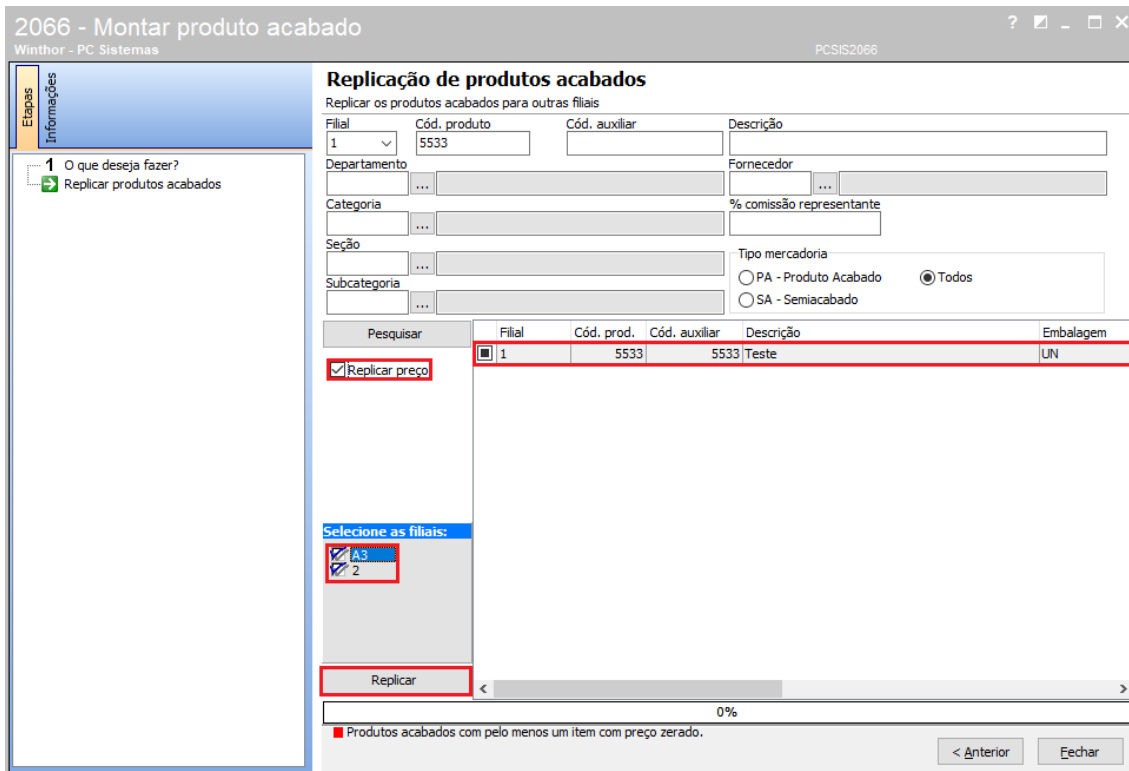 2066 - Montar produto acabado
Winthor - PC Sistemas
PCSIS2066
Etapas
Informações
1 O que deseja fazer?
Replicar produtos acabados
Replicação de produtos acabados
Replicar os produtos acabados para outras filiais
Filial Cód. produto Cód. auxiliar Descrição
1 5533
Departamento Fornecedor
... ...
Categoria % comissão representante
...
Seção Tipo mercadoria
... PA - Produto Acabado Todos
Subcategoria SA - Semiacabado
...
Pesquisar Filial Cód. prod. Cód. auxiliar Descrição Embalagem
1 5533 5533 Teste UN
Replicar preço
Selecione as filiais:
A3
2
Replicar
0%
Produtos acabados com pelo menos um item com preço zerado.
< Anterior Fechar